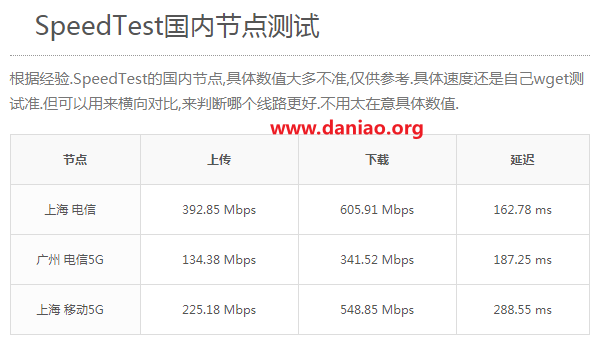 SpeedTest国内节点测试
根据经验.SpeedTest的国内节点,具体数值大多不准,仅供参考.具体速度还是自己wget测
试准.但可以用来横向对比,来判断哪个线路更好.不用太在意具体数值.
www.daniao.org
节点 上传 下载 延迟
上海 电信 392.85 Mbps 605.91 Mbps 162.78 ms
广州 电信5G 134.38 Mbps 341.52 Mbps 187.25 ms
上海 移动5G 225.18 Mbps 548.85 Mbps 288.55 ms